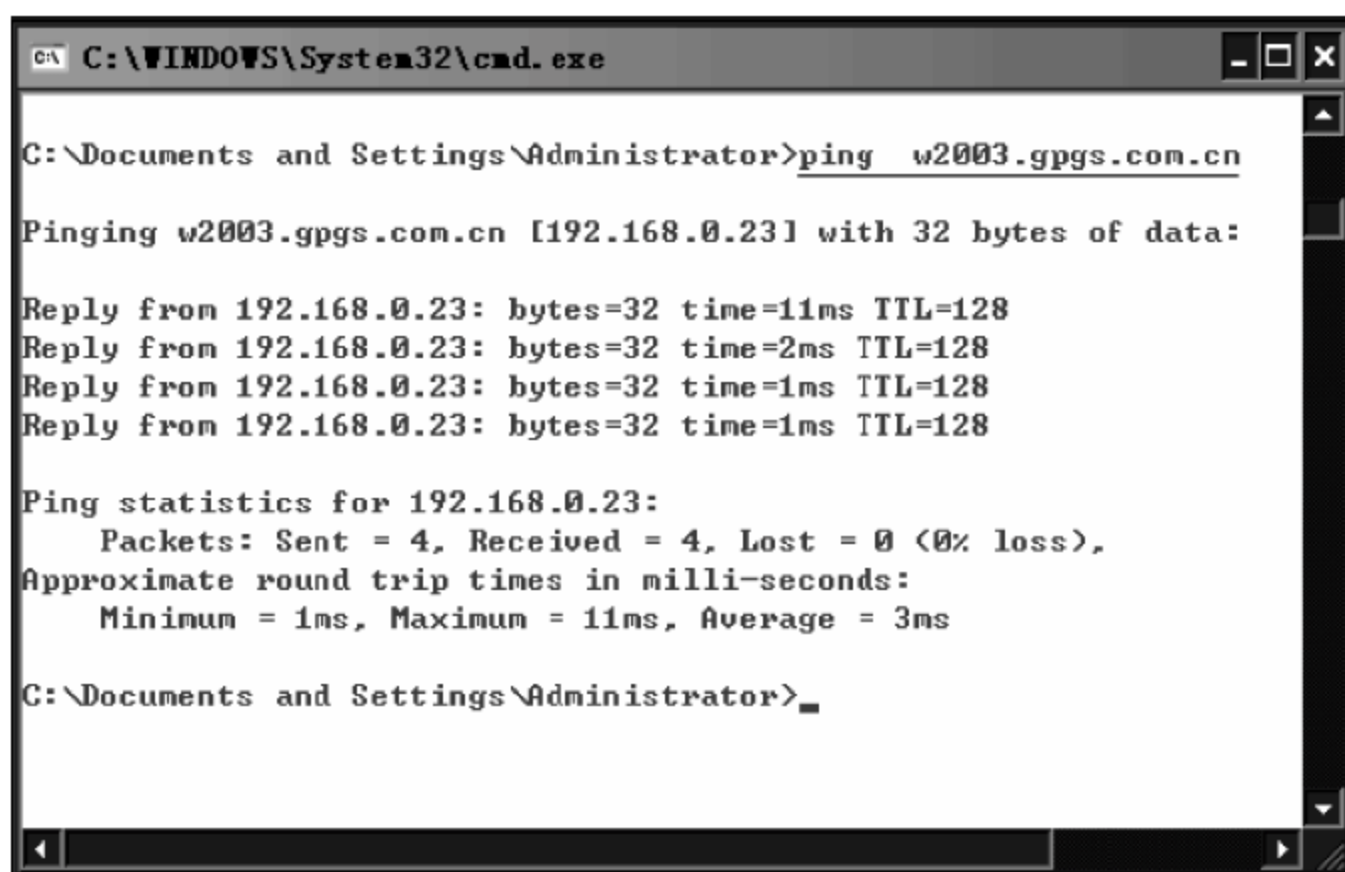 C:\WINDOWS\System32\cmd.exe
C:\Documents and Settings\Administrator>ping  w2003.gpgs.com.cn
Pinging w2003.gpgs.com.cn [192.168.0.23] with 32 bytes of data:
Reply from 192.168.0.23: bytes=32 time=11ms TTL=128
Reply from 192.168.0.23: bytes=32 time=2ms TTL=128
Reply from 192.168.0.23: bytes=32 time=1ms TTL=128
Reply from 192.168.0.23: bytes=32 time=1ms TTL=128
Ping statistics for 192.168.0.23:
    Packets: Sent = 4, Received = 4, Lost = 0 (0% loss),
Approximate round trip times in milli-seconds:
    Minimum = 1ms, Maximum = 11ms, Average = 3ms
C:\Documents and Settings\Administrator>_